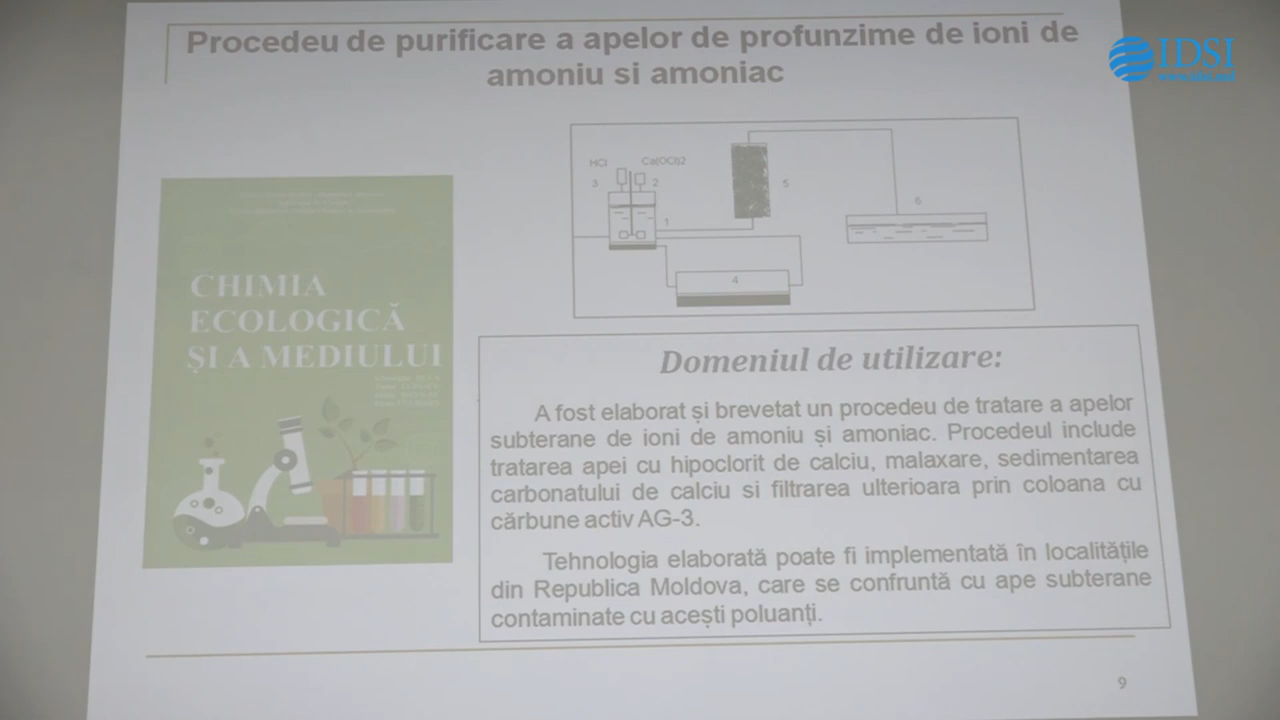 Procedeu de purificare a apelor de profunzime de ioni de
amoniu si amoniac
IDSI
www.idsi.md
HCl
Ca(OCl)2
3
2
1
5
6
4
CHIMIA
ECOLOGICĂ
ȘI A MEDIULUI
Domeniul de utilizare:
A fost elaborat și brevetat un procedeu de tratare a apelor
subterane de ioni de amoniu și amoniac. Procedeul include
tratarea apei cu hipoclorit de calciu, malaxare, sedimentarea
carbonatului de calciu si filtrarea ulterioara prin coloana cu
cărbune activ AG-3.
Tehnologia elaborată poate fi implementată în localitățile
din Republica Moldova, care se confruntă cu ape subterane
contaminate cu acești poluanți.
9